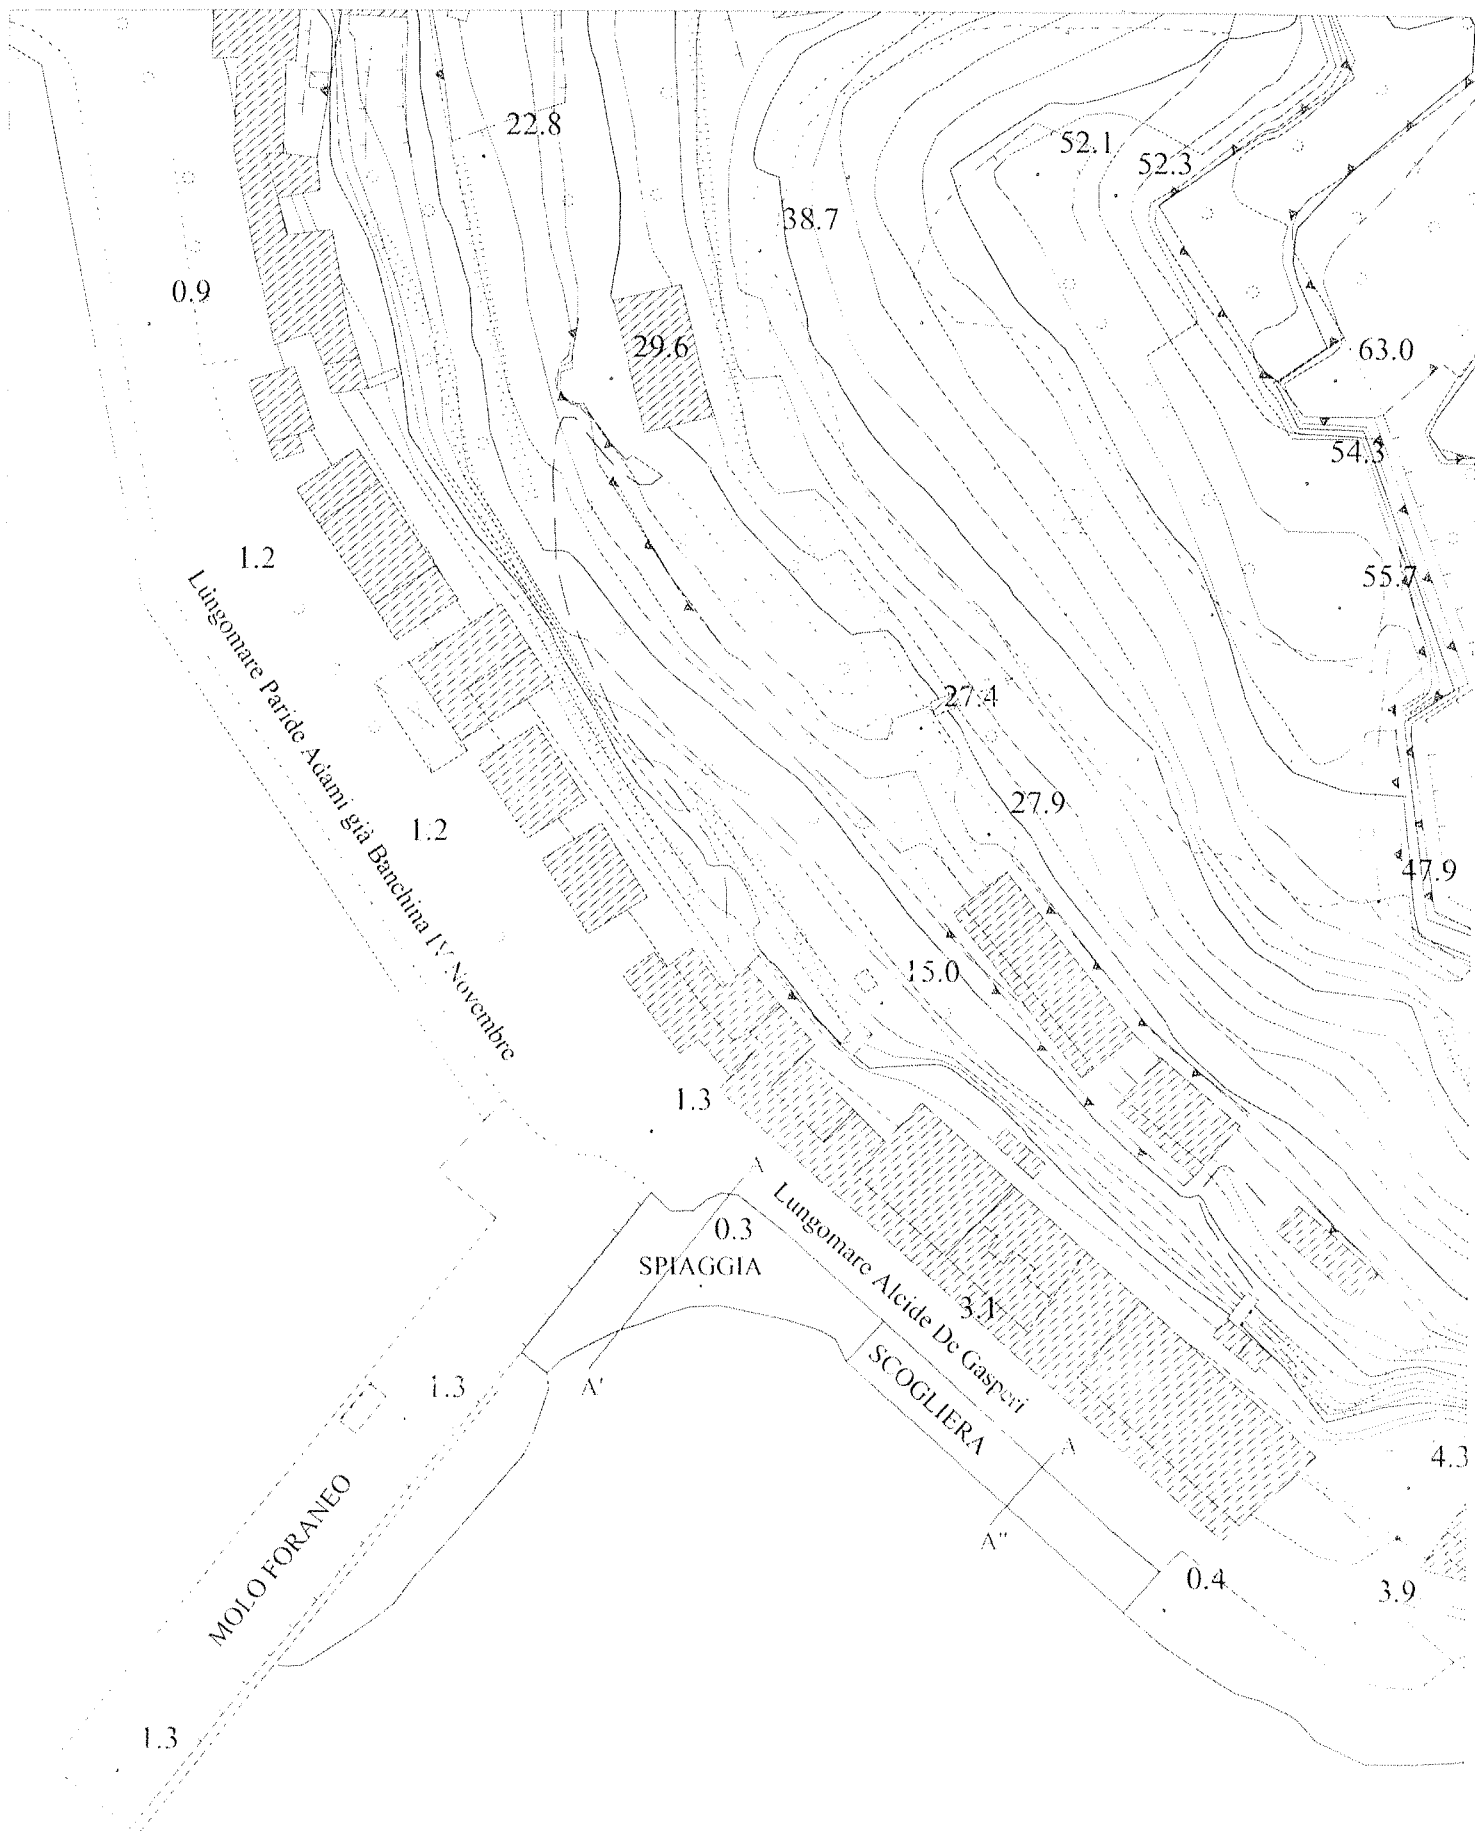 22.8
52.1
52.3
38.7
0.9
29.6
63.0
54.3
1.2
55.7
Lungomare Paride Adami già Banchina IV Novembre
27.4
27.9
1.2
47.9
15.0
1.3
A
Lungomare Alcide De Gasperi
0.3
SPIAGGIA
3.1
SCOGLIERA
1.3
A'
A
4.3
MOLO FORANEO
A"
0.4
3.9
1.3